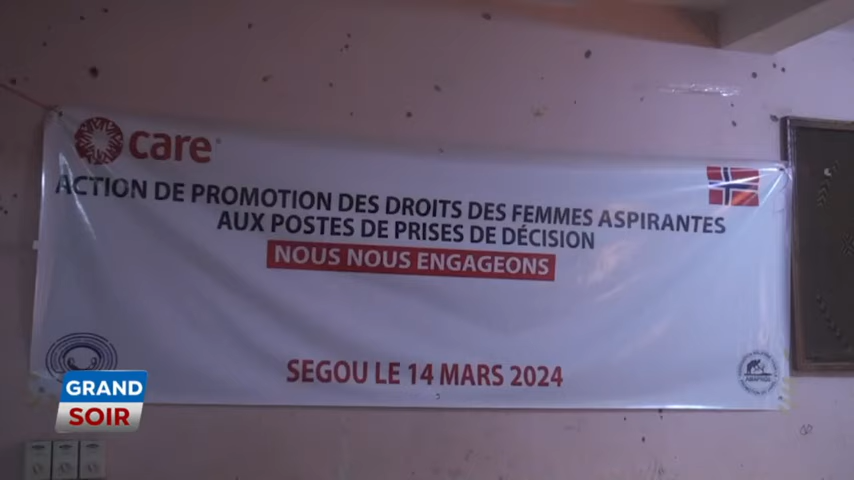 care
ACTION DE PROMOTION DES DROITS DES FEMMES ASPIRANTES
AUX POSTES DE PRISES DE DÉCISION
NOUS NOUS ENGAGEONS
SEGOU LE 14 MARS 2024
GRAND
SOIR